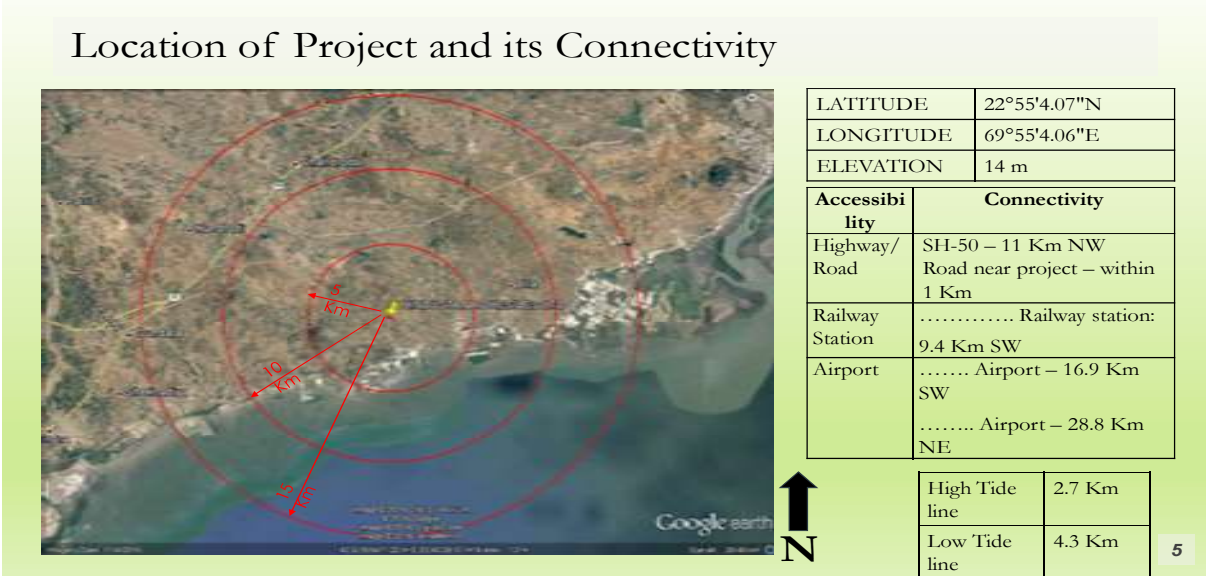 Location of Project and its Connectivity
5
Km
10
Km
15
Km
Google earth
LATITUDE 22°55'4.07"N
LONGITUDE 69°55'4.06"E
ELEVATION 14 m
Accessibi Connectivity
lity
Highway/ SH-50 – 11 Km NW
Road Road near project – within
1 Km
Railway …………. Railway station:
Station 9.4 Km SW
Airport ……. Airport – 16.9 Km
SW
…….. Airport – 28.8 Km
NE
N
High Tide 2.7 Km
line
Low Tide 4.3 Km
line
5